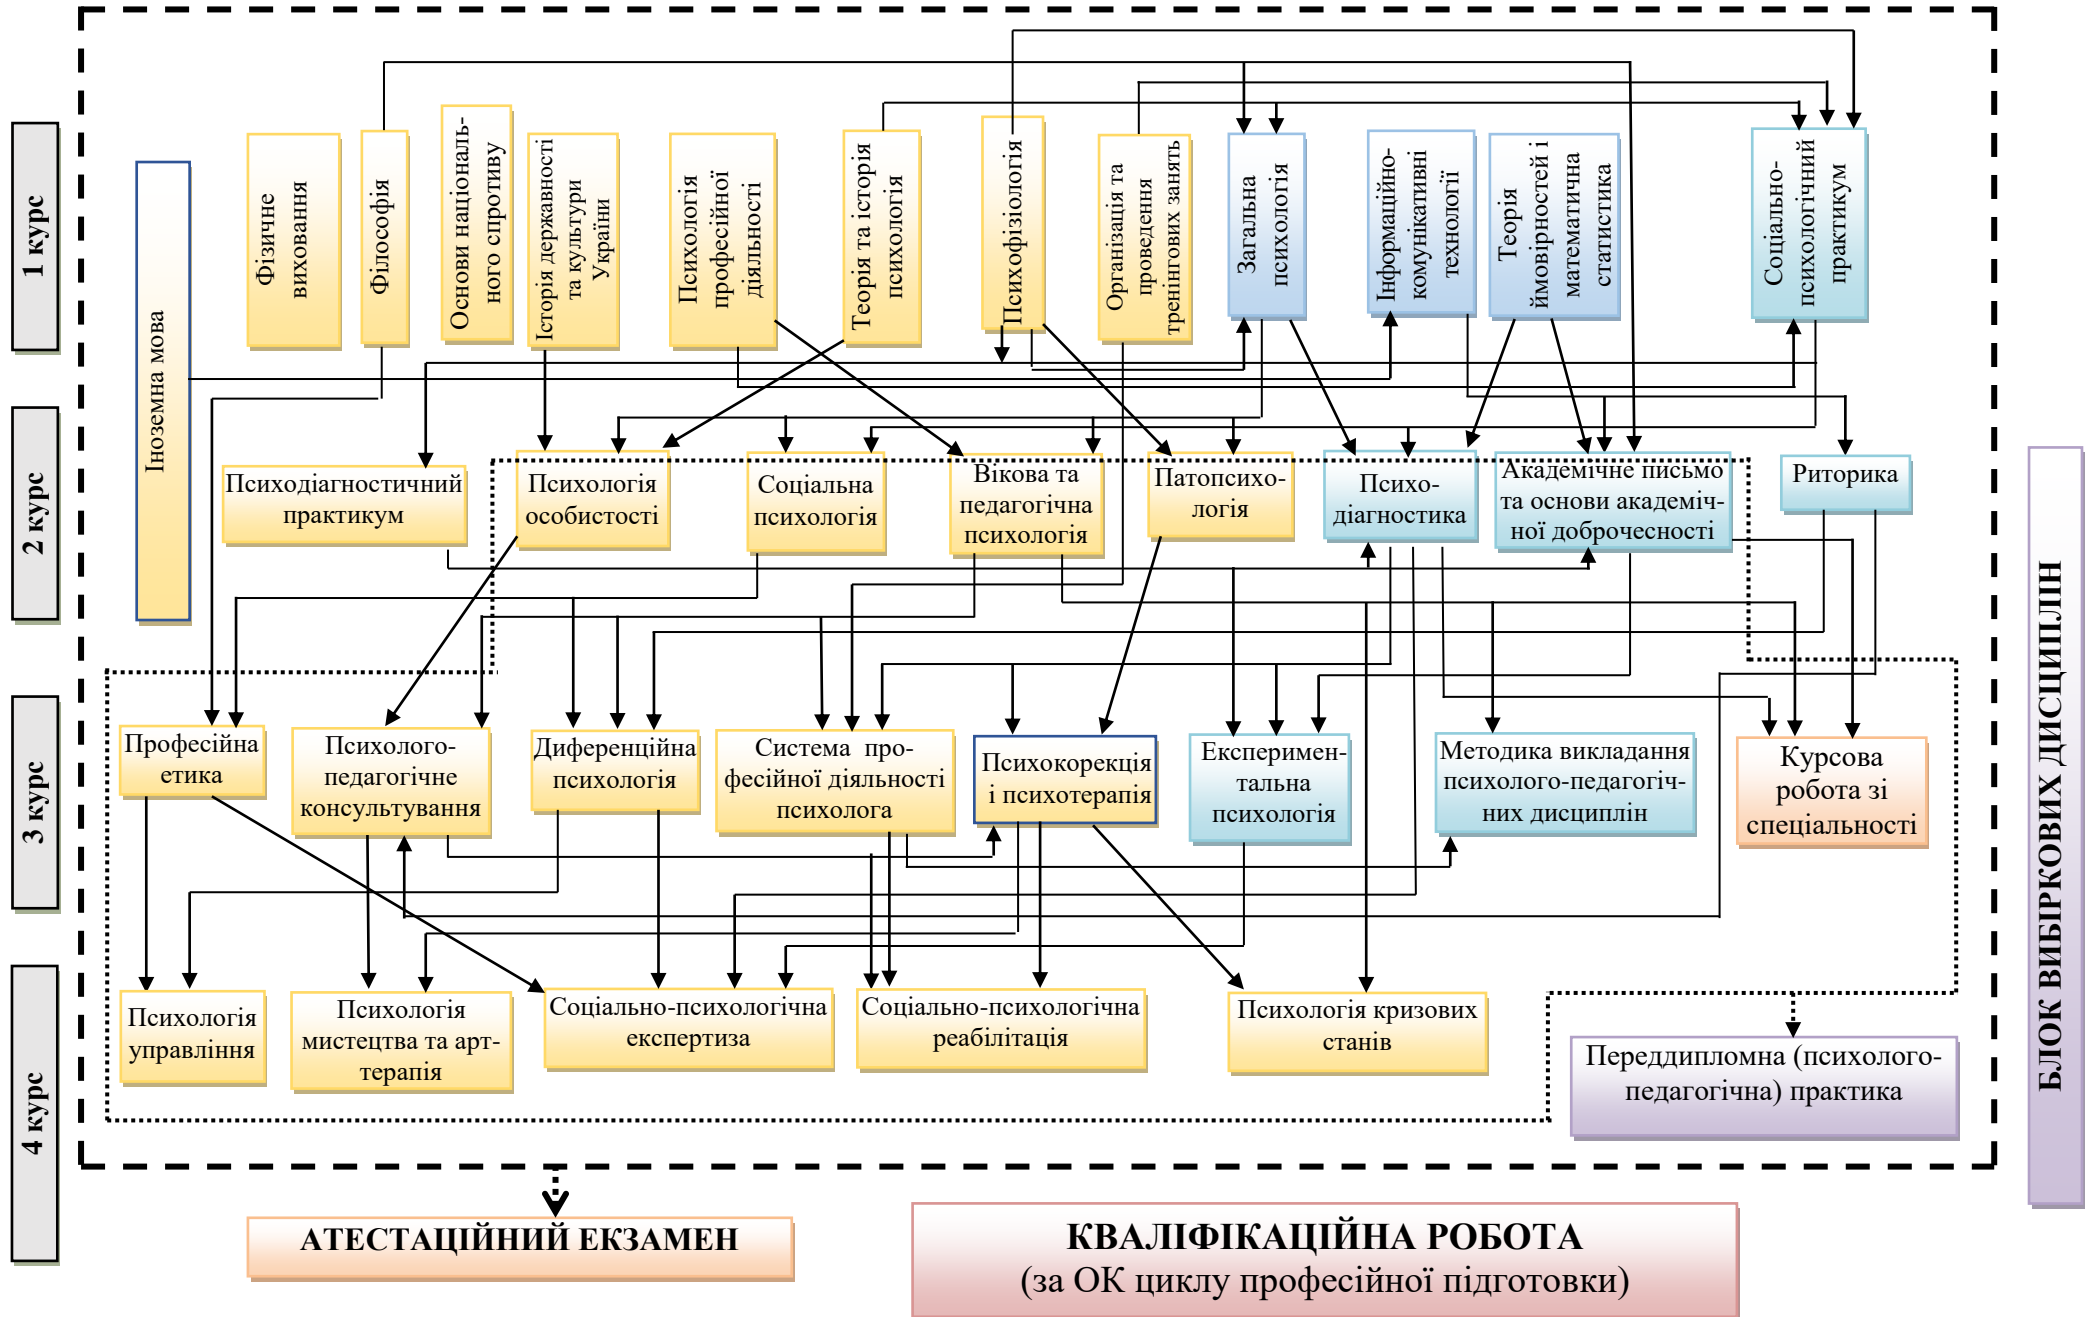 1 курс
2 курс
3 курс
4 курс
Іноземна мова
Фізичне
виховання
Філософія
Основи національ-
ного спротиву
Історія державності
та культури
України
Психологія
професійної
діяльності
Теорія та історія
психологія
Психофізіологія
Організація та
проведення
тренінгових занять
Загальна
психологія
Інформаційно-
комунікативні
технології
Теорія
ймовірностей і
математична
статистика
Соціально-
психологічний
практикум
Психодіагностичний
практикум
Психологія
особистості
Соціальна
психологія
Вікова та
педагогічна
психологія
Патопсихо-
логія
Психо-
діагностика
Академічне письмо
та основи академіч-
ної доброчесності
Риторика
Професійна
етика
Психолого-
педагогічне
консультування
Диференційна
психологія
Система про-
фесійної діяльності
психолога
Психокорекція
і психотерапія
Експеримен-
тальна
психологія
Методика викладання
психолого-педагогіч-
них дисциплін
Курсова
робота зі
спеціальності
Психологія
управління
Психологія
мистецтва та арт-
терапія
Соціально-психологічна
експертиза
Соціально-психологічна
реабілітація
Психологія кризових
станів
Переддипломна (психолого-
педагогічна) практика
БЛОК ВИБІРКОВИХ ДИСЦИПЛІН
АТЕСТАЦІЙНИЙ ЕКЗАМЕН
КВАЛІФІКАЦІЙНА РОБОТА
(за ОК циклу професійної підготовки)